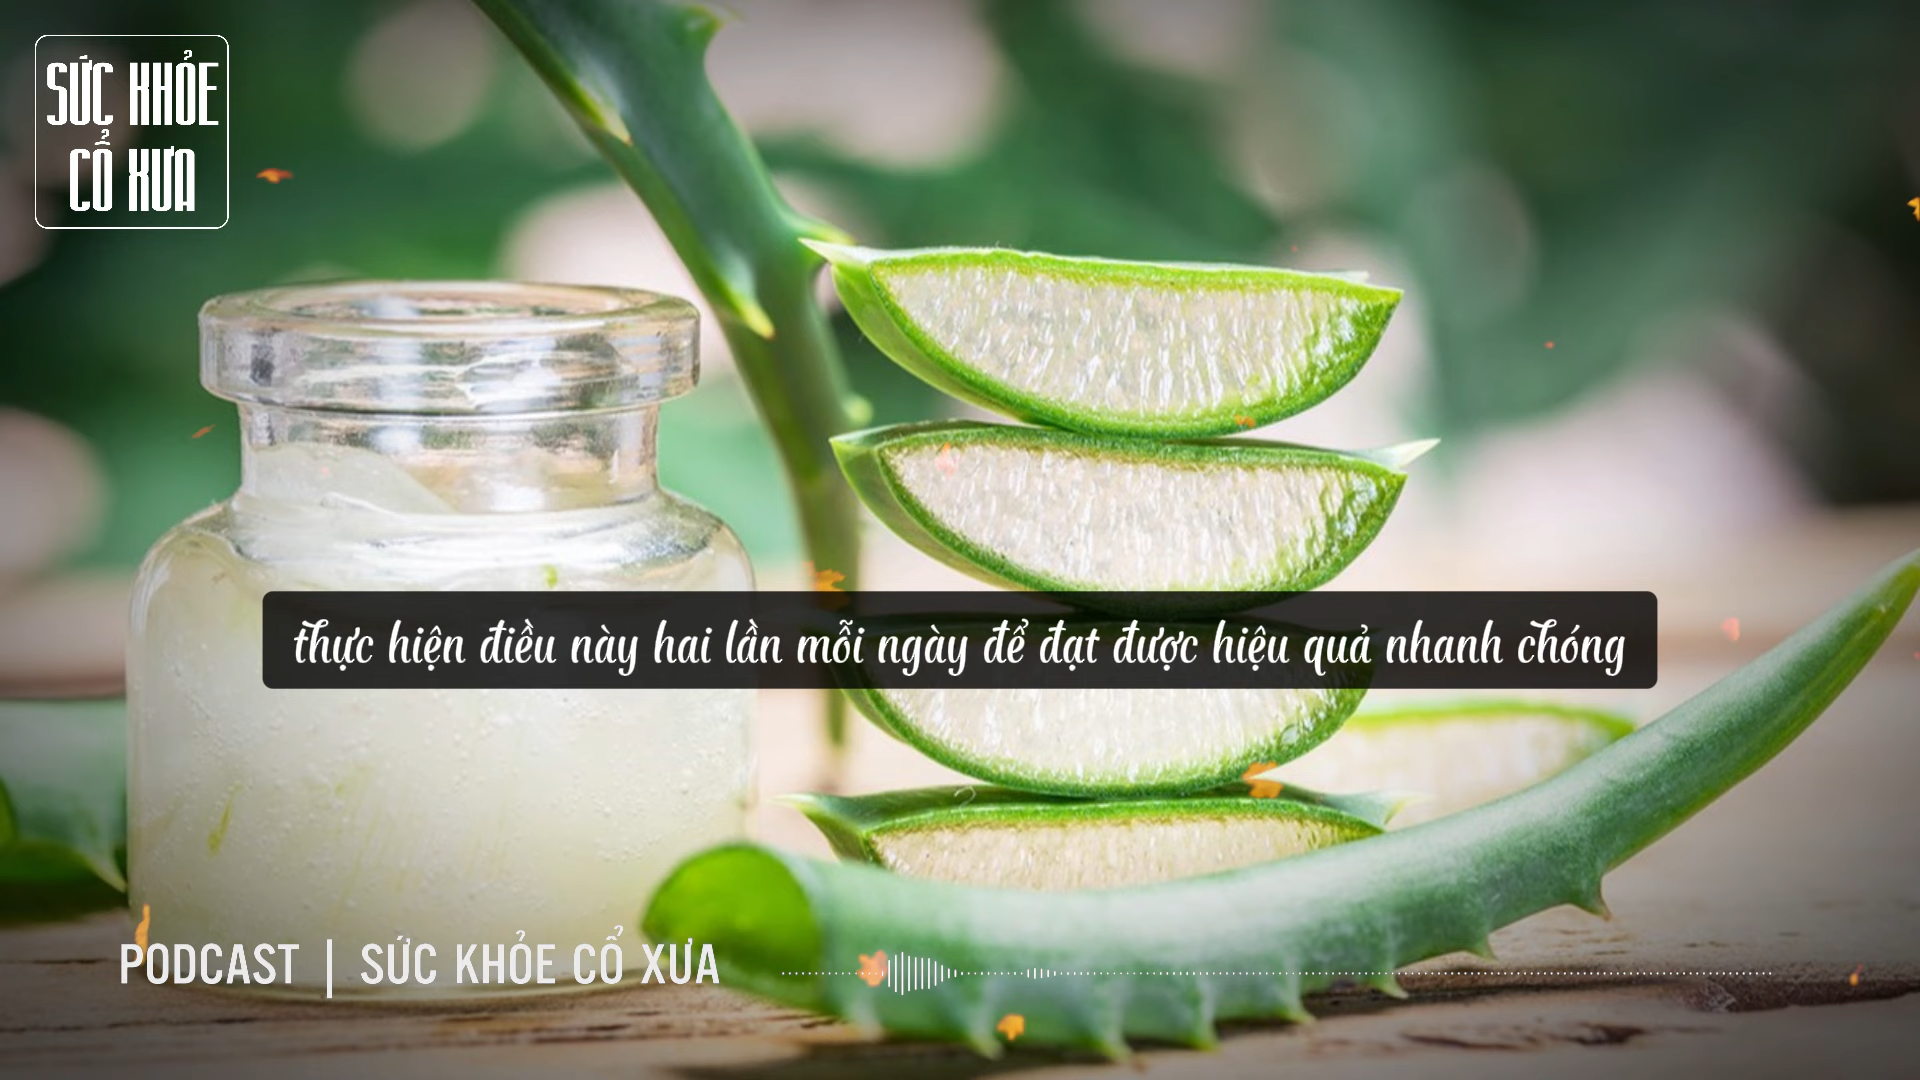 SỨC KHỎE
CỔ XƯA
thực hiện điều này hai lần mỗi ngày để đạt được hiệu quả nhanh chóng
PODCAST | SỨC KHỎE CỔ XƯA